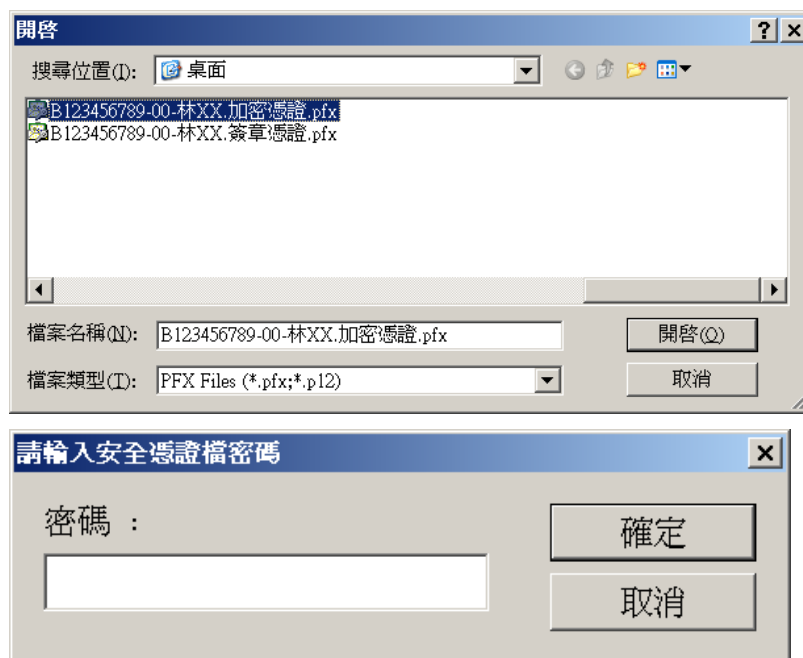 開啓
搜尋位置(I): 桌面
B123456789-00-林XX.加密憑證.pfx
B123456789-00-林XX.簽章憑證.pfx
檔案名稱(N): B123456789-00-林XX.加密憑證.pfx 開啓(O)
檔案類型(T): PFX Files (*.pfx;*.p12) 取消
請輸入安全憑證檔密碼
密碼 :
確定
取消